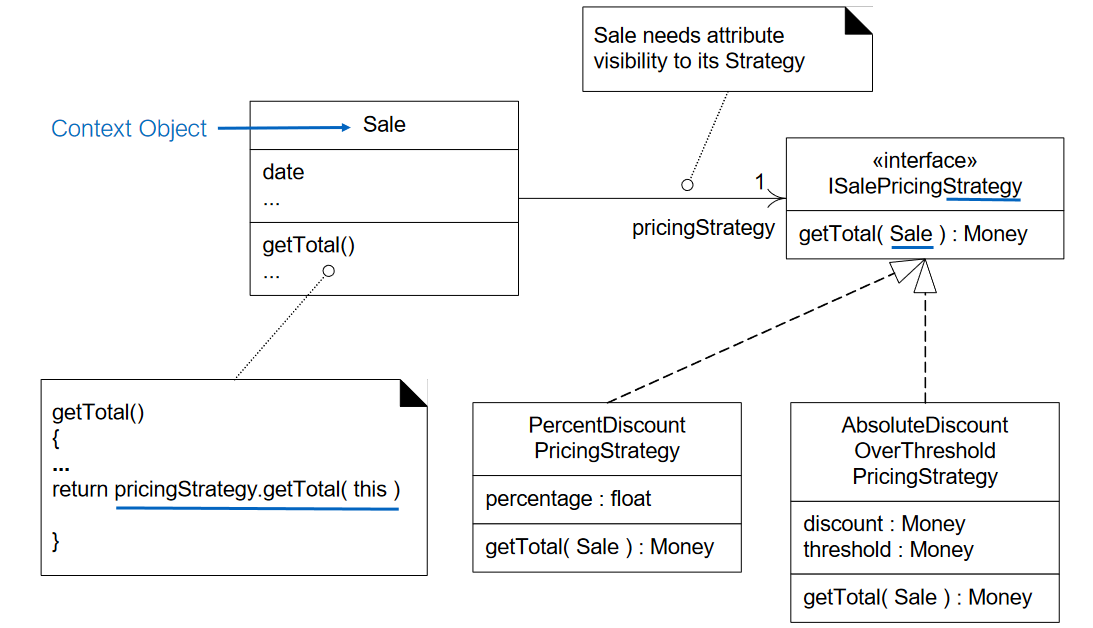 Sale needs attribute
visibility to its Strategy
Context Object
Sale
date
...
getTotal()
...
1
pricingStrategy
«interface»
ISalePricingStrategy
getTotal( Sale ) : Money
getTotal()
{
...
return pricingStrategy.getTotal( this )
}
PercentDiscount
PricingStrategy
percentage : float
getTotal( Sale ) : Money
AbsoluteDiscount
OverThreshold
PricingStrategy
discount : Money
threshold : Money
getTotal( Sale ) : Money